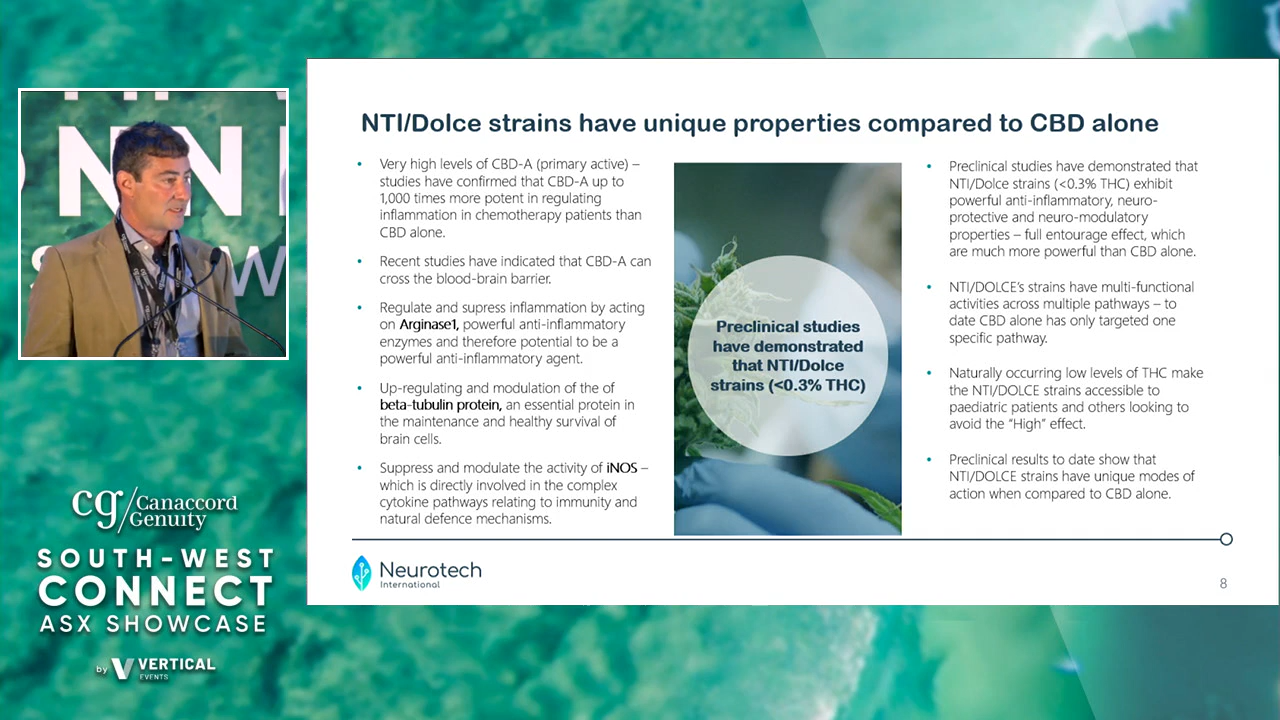 NTI/Dolce strains have unique properties compared to CBD alone
• Very high levels of CBD-A (primary active) –
studies have confirmed that CBD-A up to
1,000 times more potent in regulating
inflammation in chemotherapy patients than
CBD alone.
• Recent studies have indicated that CBD-A can
cross the blood-brain barrier.
• Regulate and supress inflammation by acting
on Arginase1, powerful anti-inflammatory
enzymes and therefore potential to be a
powerful anti-inflammatory agent.
• Up-regulating and modulation of the of
beta-tubulin protein, an essential protein in
the maintenance and healthy survival of
brain cells.
• Suppress and modulate the activity of iNOS –
which is directly involved in the complex
cytokine pathways relating to immunity and
natural defence mechanisms.
Preclinical studies
have demonstrated
that NTI/Dolce
strains (<0.3% THC)
• Preclinical studies have demonstrated that
NTI/Dolce strains (<0.3% THC) exhibit
powerful anti-inflammatory, neuro-
protective and neuro-modulatory
properties – full entourage effect, which
are much more powerful than CBD alone.
• NTI/DOLCE's strains have multi-functional
activities across multiple pathways – to
date CBD alone has only targeted one
specific pathway.
• Naturally occurring low levels of THC make
the NTI/DOLCE strains accessible to
paediatric patients and others looking to
avoid the “High” effect.
• Preclinical results to date show that
NTI/DOLCE strains have unique modes of
action when compared to CBD alone.
Neurotech
International
8
cg/Canaccord
Genuity
SOUTH-WEST
CONNECT
ASX SHOWCASE
by VERTICAL
EVENTS